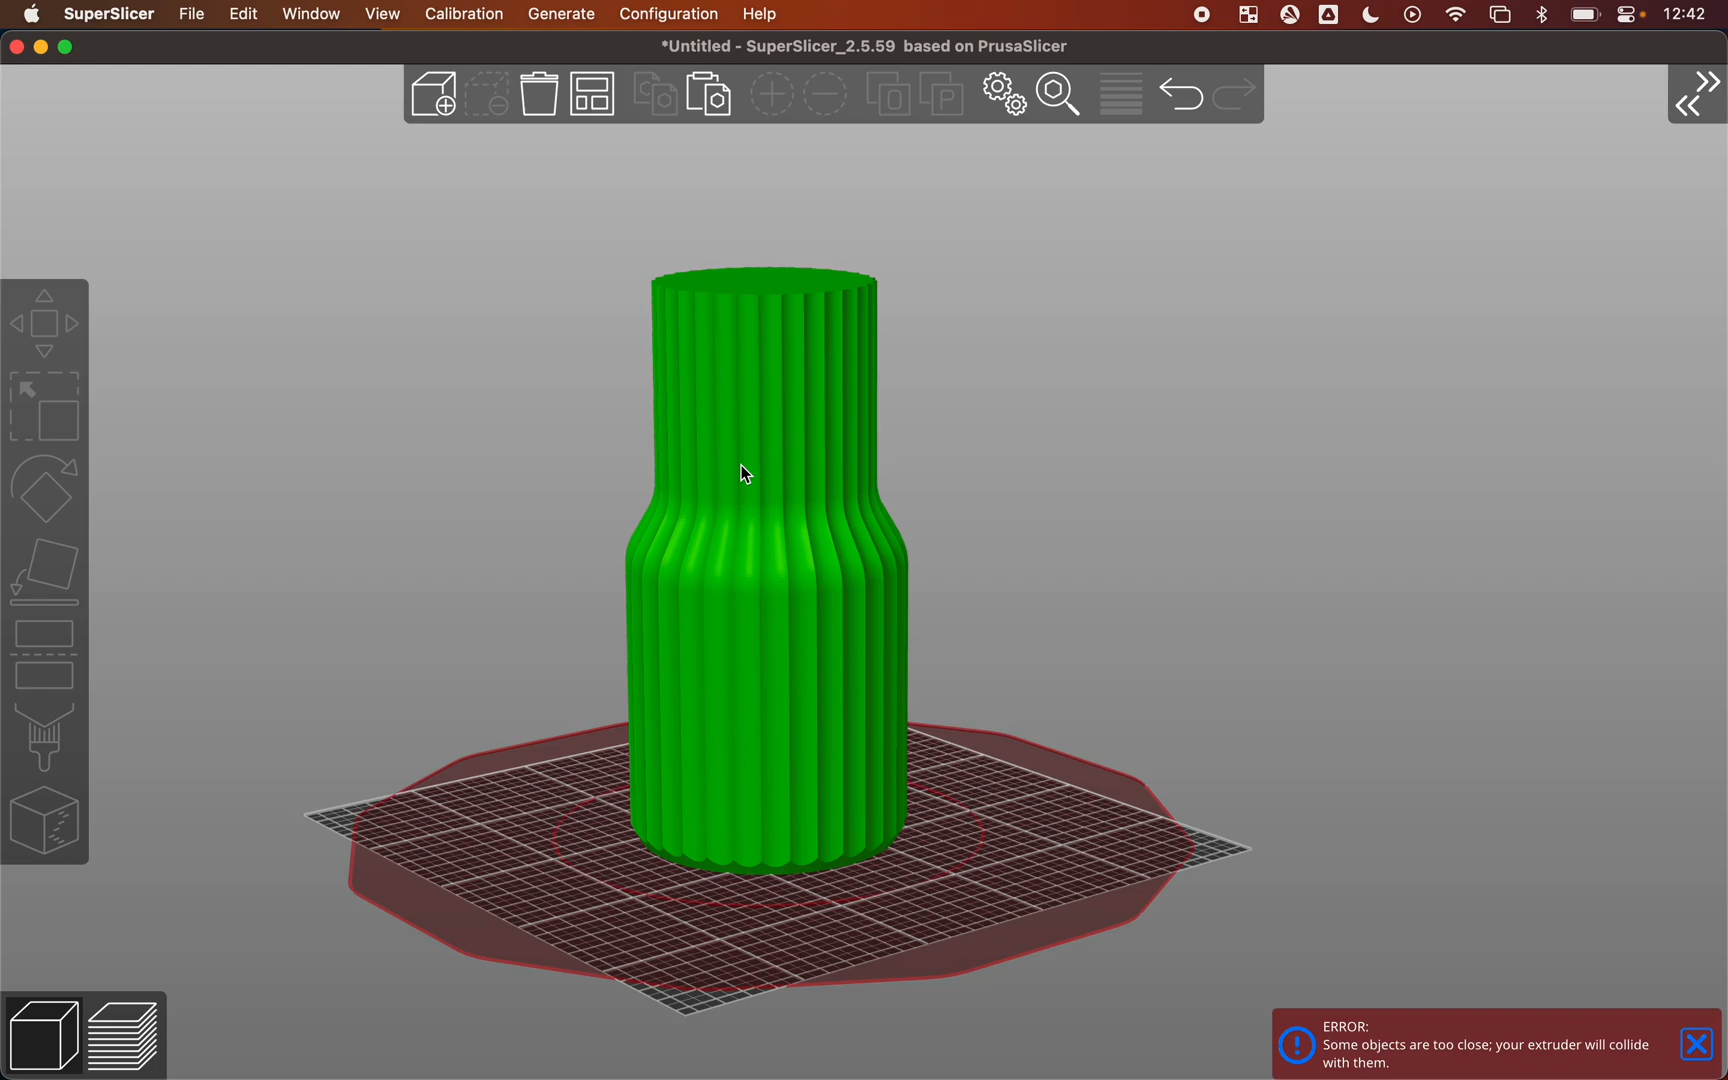 SuperSlicer File Edit Window View Calibration Generate Configuration Help 12:42
*Untitled - SuperSlicer_2.5.59 based on PrusaSlicer
ERROR:
Some objects are too close; your extruder will collide
with them.